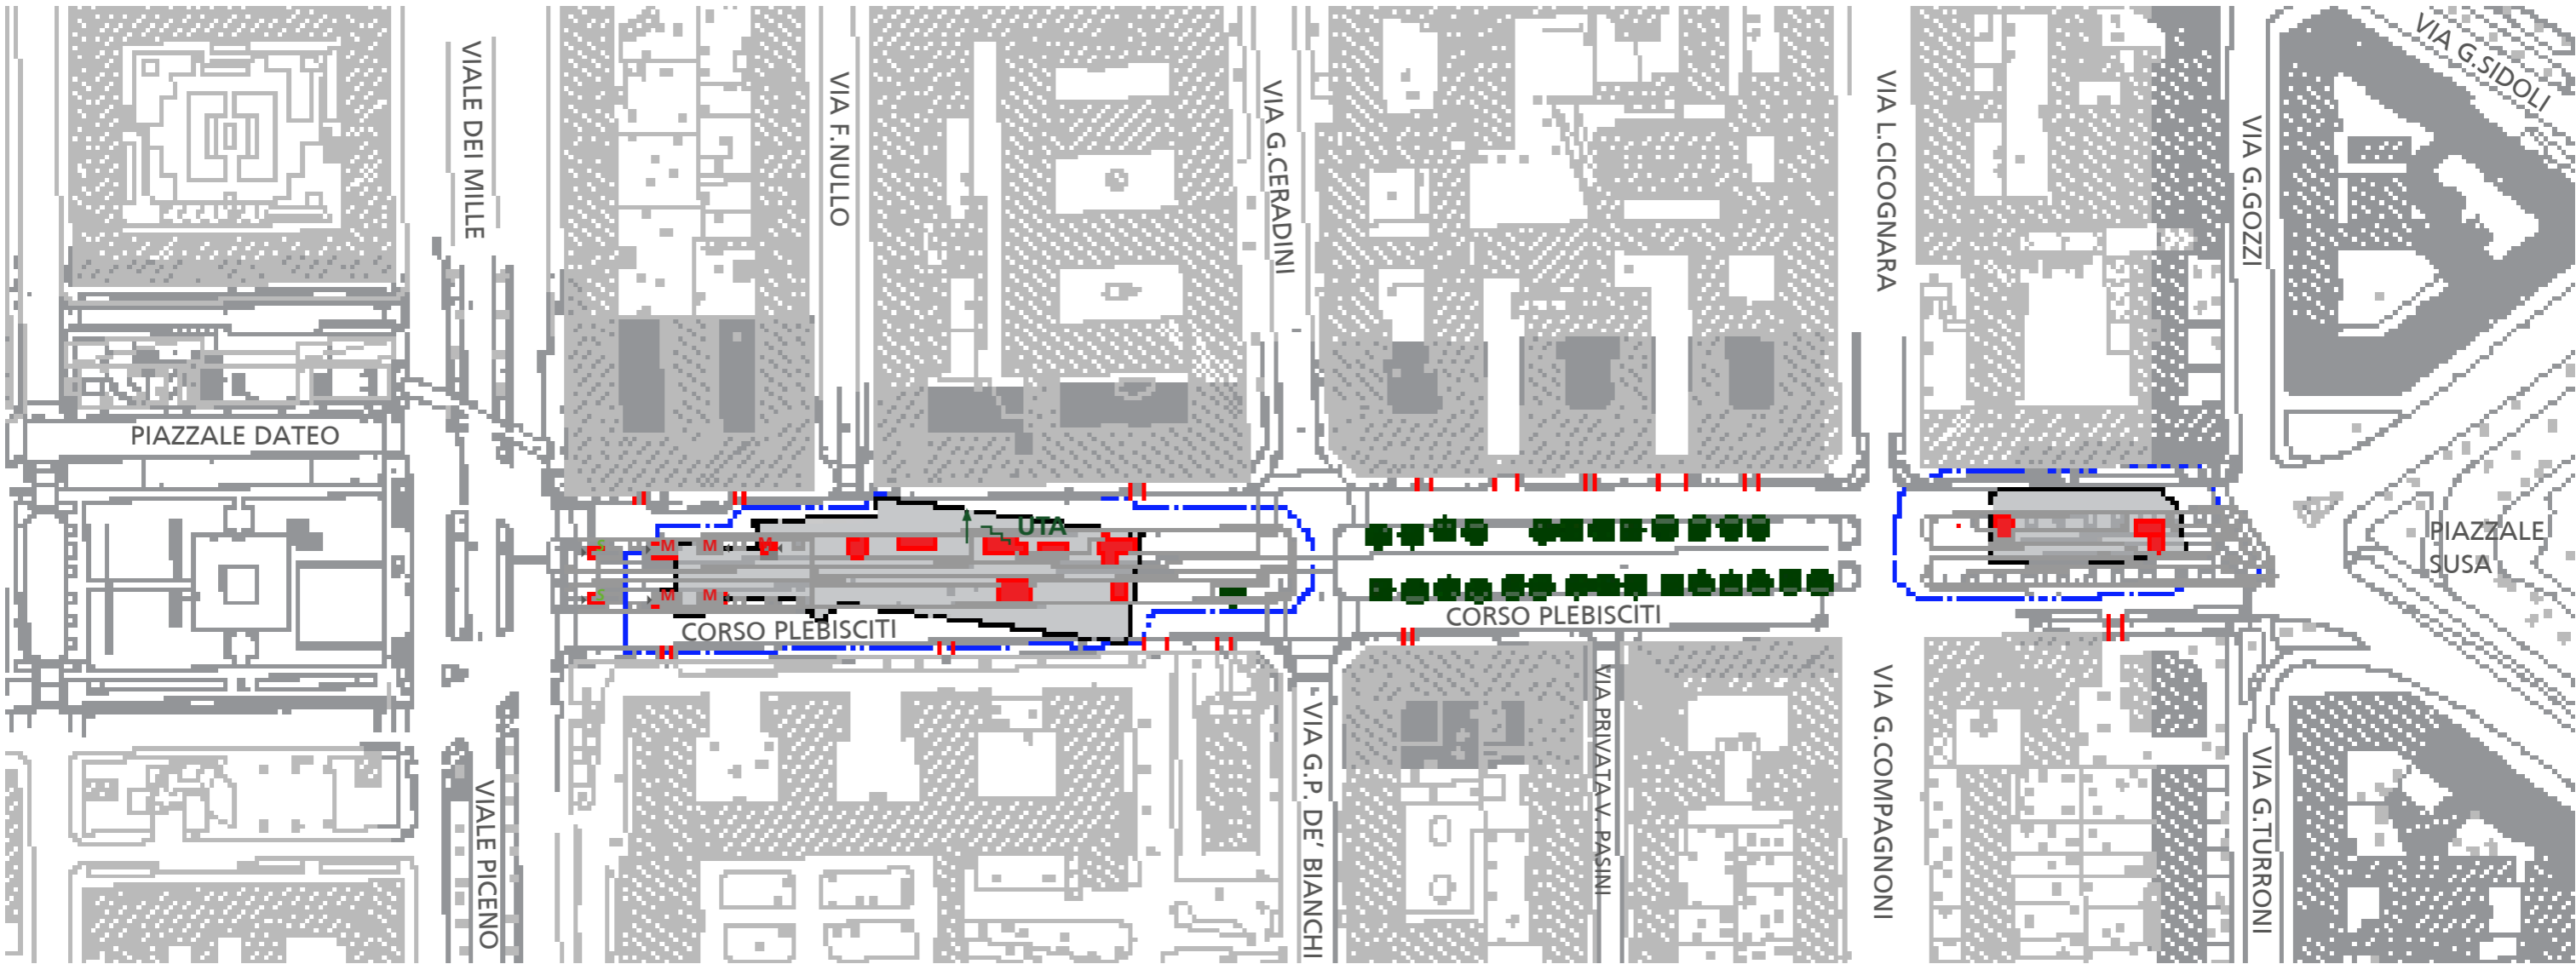 VIA G.SIDOLI
VIALE DEI MILLE
VIA F.NULLO
VIA G.CERADINI
VIA L.CICOGNARA
VIA G.GOZZI
PIAZZALE DATEO
UTA
PIAZZALE
SUSA
S
M
M
M
S
M
M
CORSO PLEBISCITI
CORSO PLEBISCITI
VIALE PICENO
VIA G.P. DE' BIANCHI
VIA PRIVATA V. PASINI
VIA G.COMPAGNONI
VIA G.TURRONI